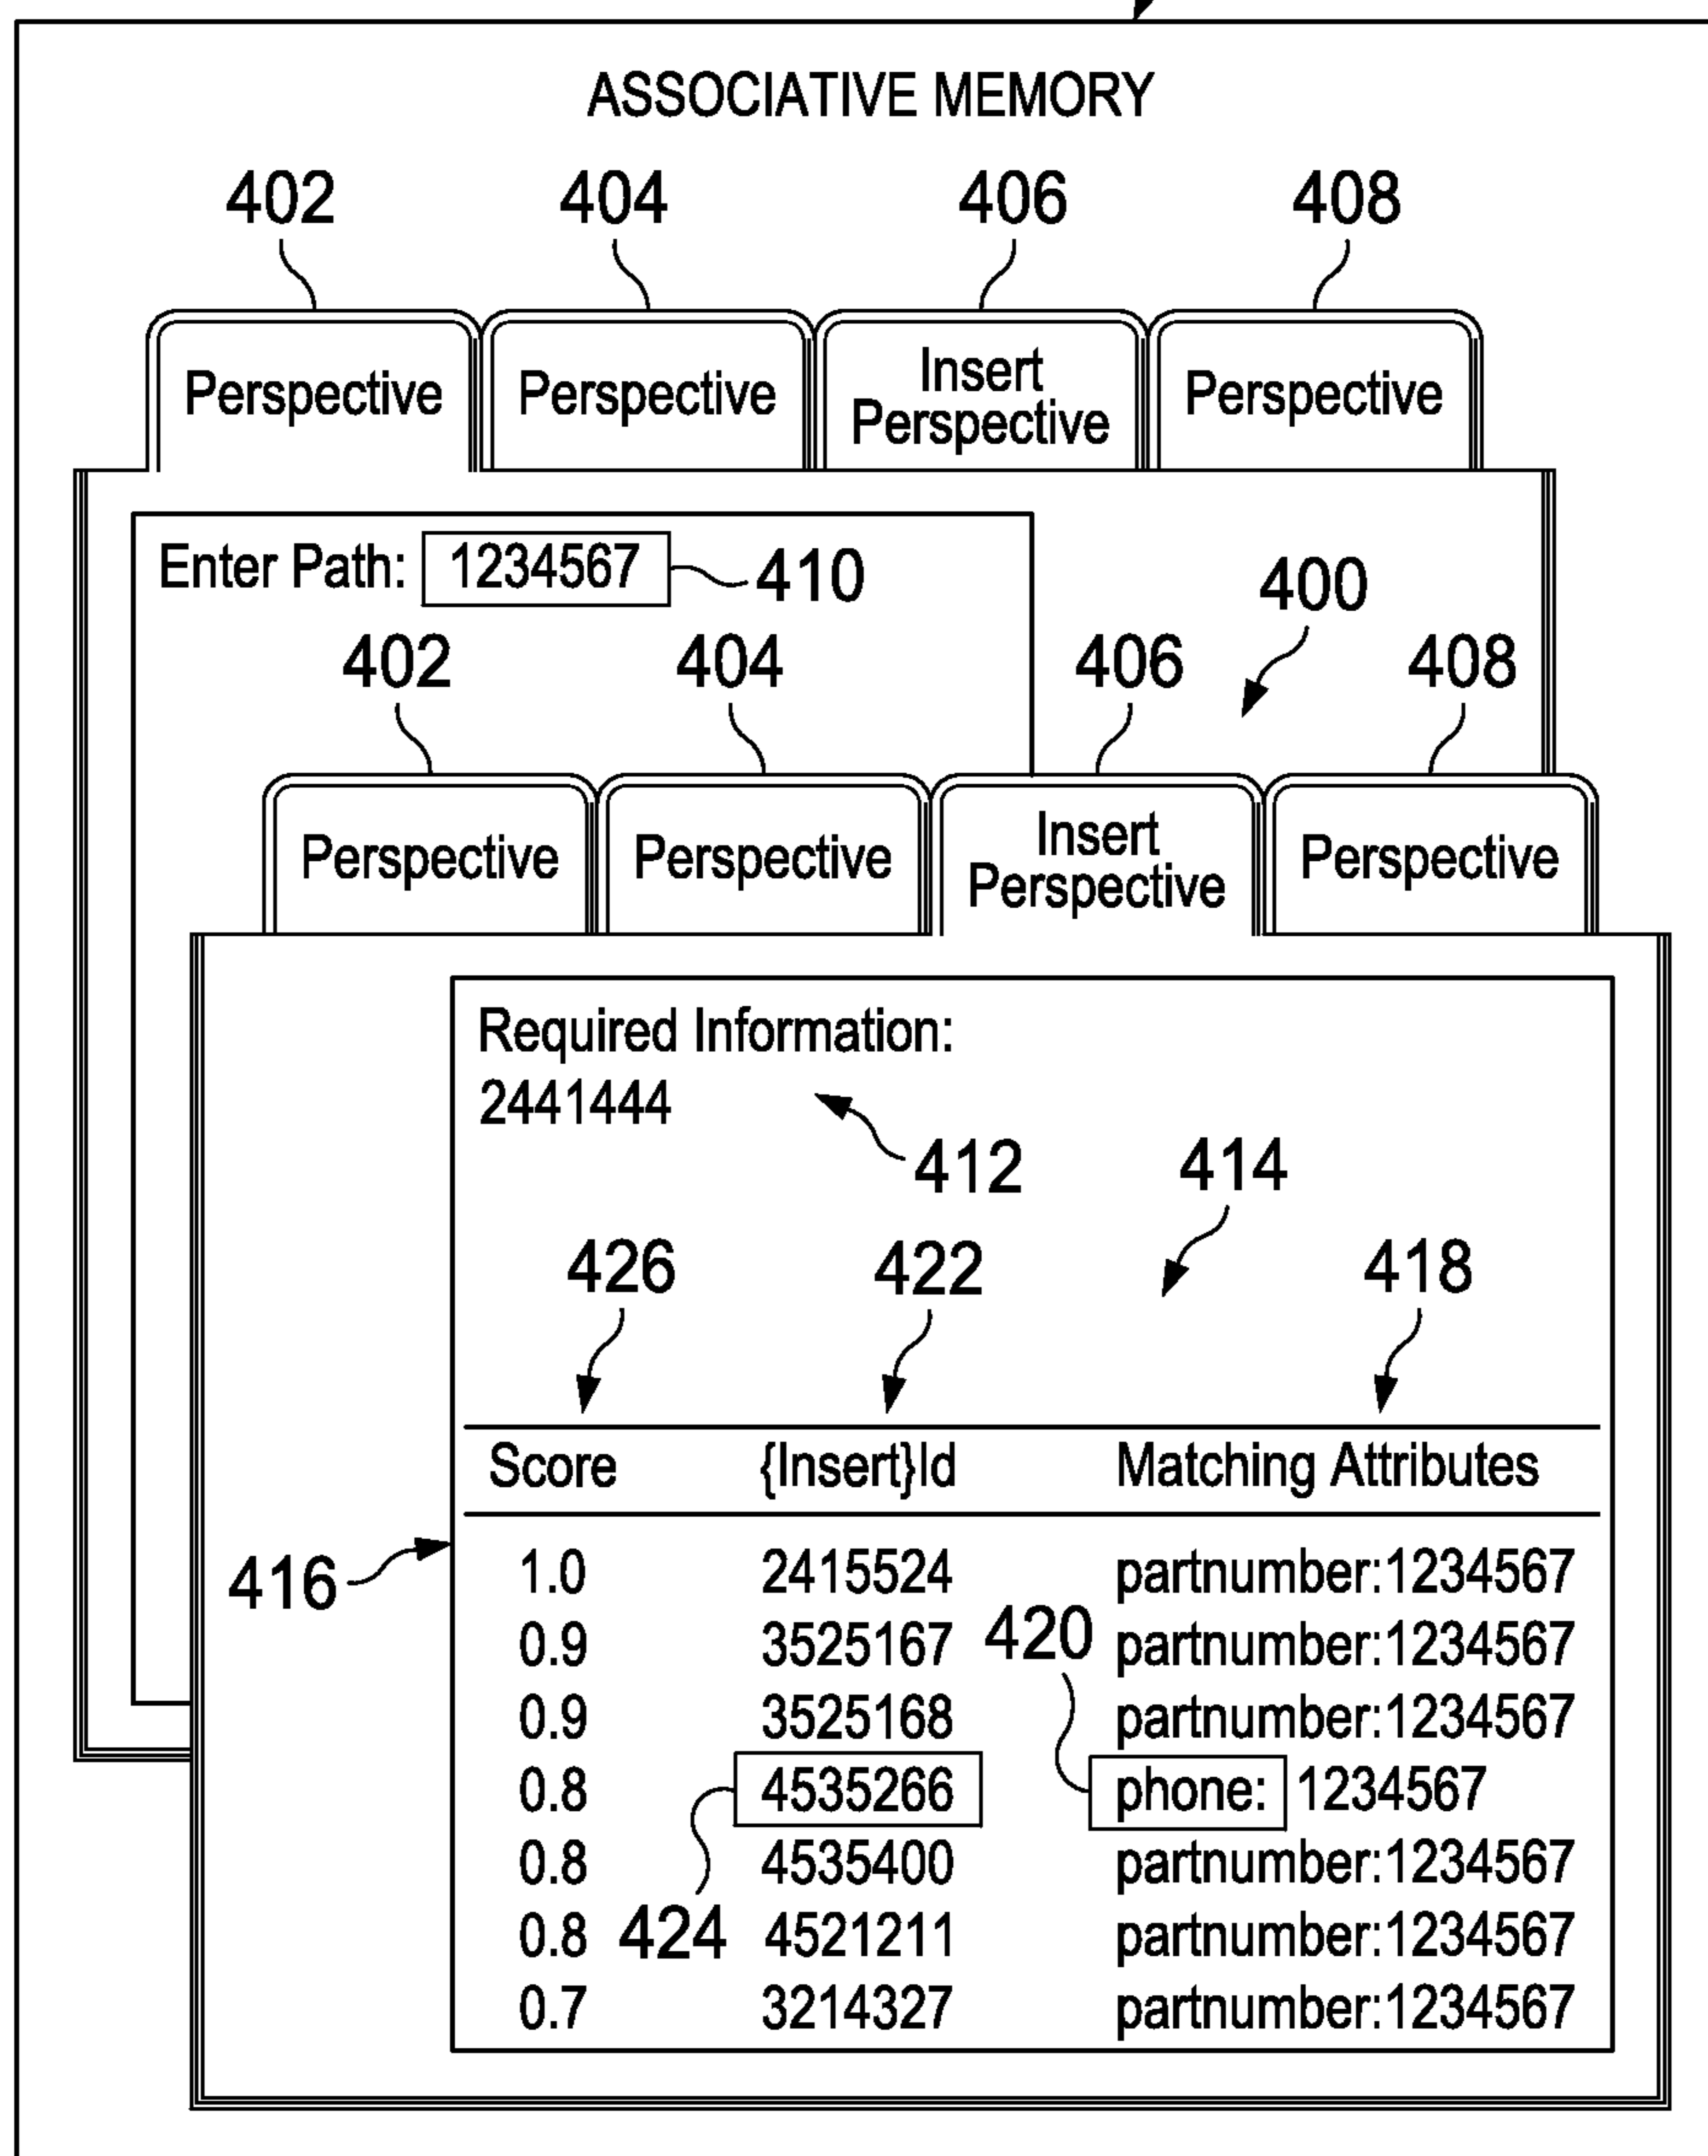 ASSOCIATIVE MEMORY
402 404 406 408
Perspective Perspective Insert Perspective Perspective
Enter Path: 1234567 410
400
402 404 406 408
Perspective Perspective Insert Perspective Perspective
Required Information:
2441444
412 414
426 422 418
Score {Insert}Id Matching Attributes
416
1.0 2415524 partnumber:1234567
0.9 3525167 420 partnumber:1234567
0.9 3525168 partnumber:1234567
0.8 4535266 phone: 1234567
0.8 4535400 partnumber:1234567
0.8 424 4521211 partnumber:1234567
0.7 3214327 partnumber:1234567